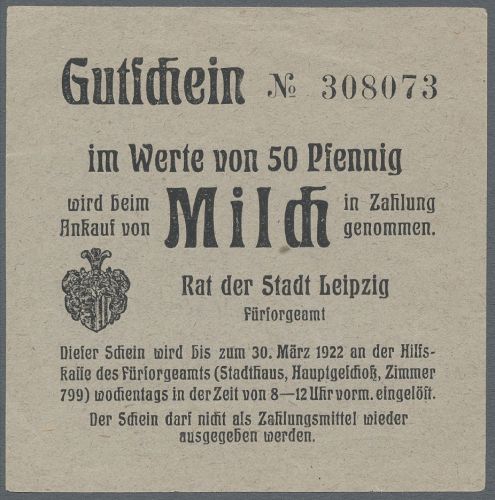 Gutschein № 308073
im Werte von 50 Pfennig
wird beim
Ankauf von
Milch
in Zahlung
genommen.
Rat der Stadt Leipzig
Fürsorgeamt
Dieser Schein wird bis zum 30. März 1922 an der Hilfs-
kasse des Fürsorgeamts (Stadthaus, Hauptgeschoß, Zimmer
799) wochentags in der Zeit von 8—12 Uhr vorm. eingelöst.
Der Schein darf nicht als Zahlungsmittel wieder
ausgegeben werden.